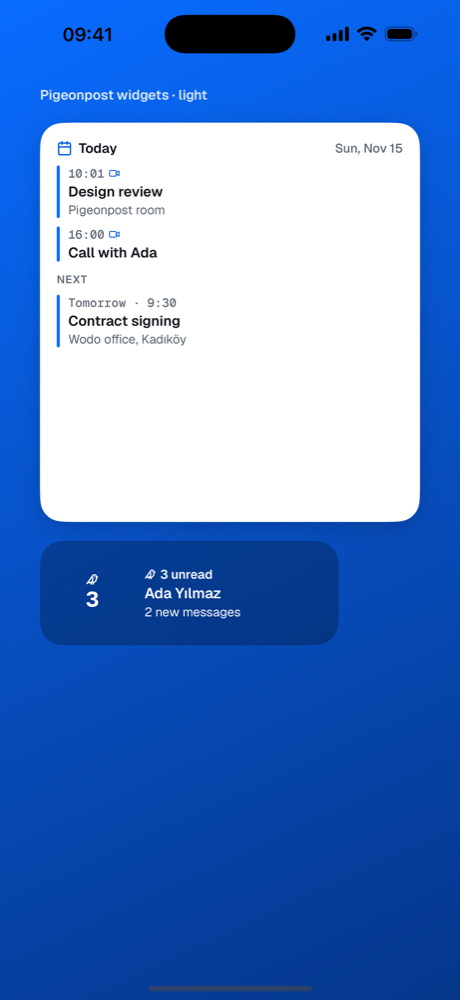 09:41
Pigeonpost widgets · light
Today
Sun, Nov 15
10:01
Design review
Pigeonpost room
16:00
Call with Ada
NEXT
Tomorrow · 9:30
Contract signing
Wodo office, Kadıköy
3
3 unread
Ada Yılmaz
2 new messages